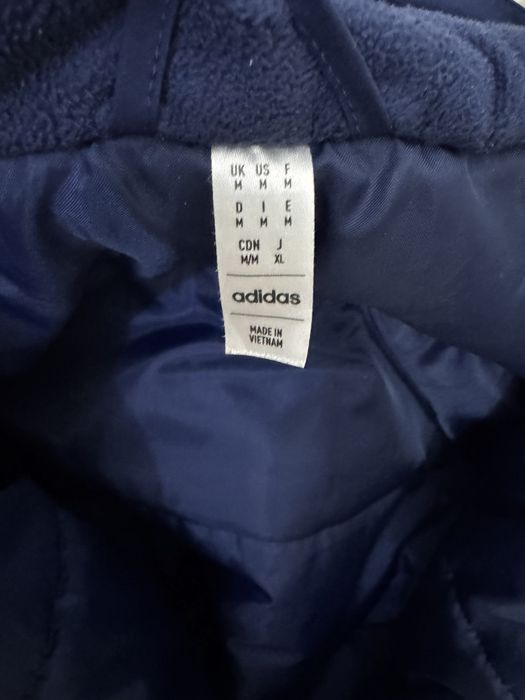 UK US F
M M M
D I E
M M M
CDN J
M/M XL
adidas
MADE IN
VIETNAM